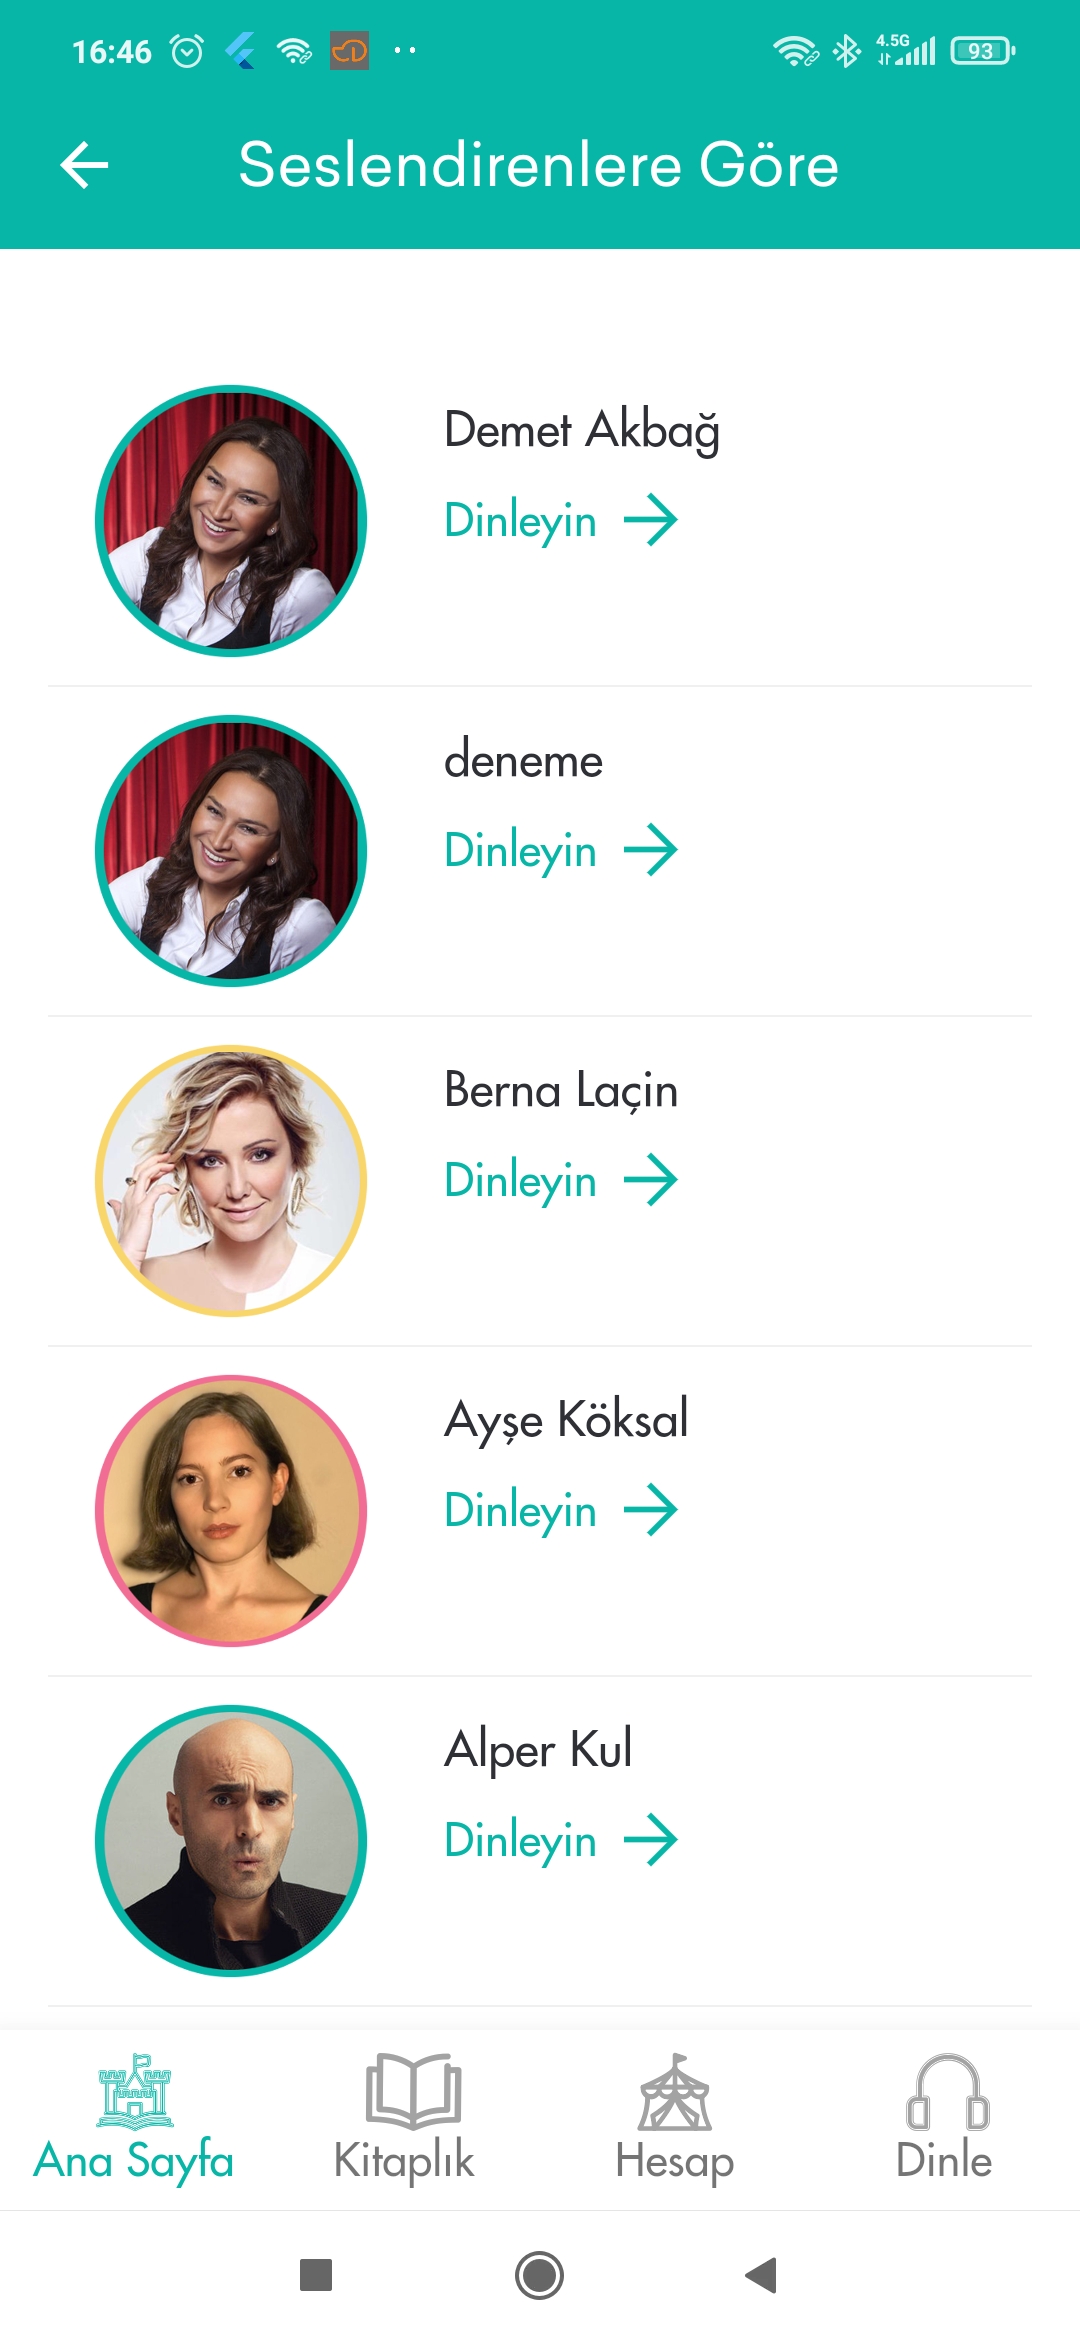 16:46
4.5G
93
Seslendirenlere Göre
Demet Akbağ
Dinleyin
deneme
Dinleyin
Berna Laçin
Dinleyin
Ayşe Köksal
Dinleyin
Alper Kul
Dinleyin
Ana Sayfa
Kitaplık
Hesap
Dinle